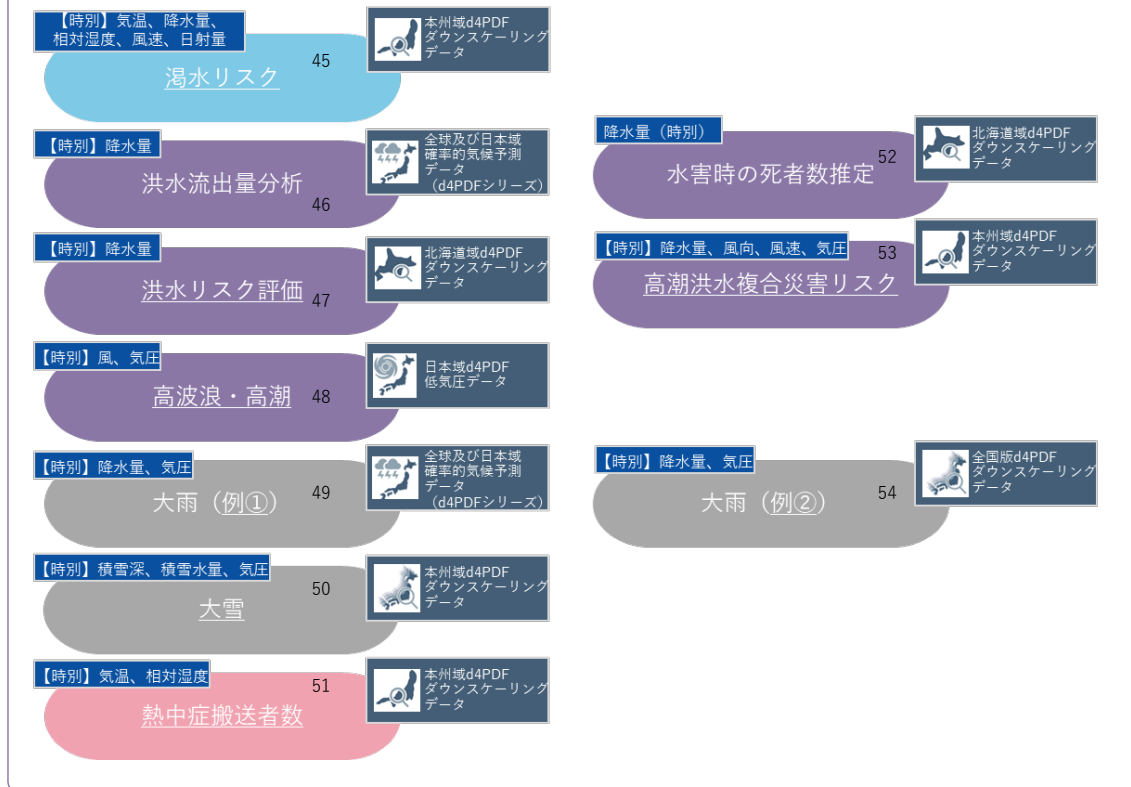 【時別】気温、降水量、
相対湿度、風速、日射量
渇水リスク
45
本州域d4PDF
ダウンスケーリング
データ
【時別】降水量
洪水流出量分析
46
全球及び日本域
確率的気候予測
データ
（d4PDFシリーズ）
【時別】降水量
洪水リスク評価
47
北海道域d4PDF
ダウンスケーリング
データ
【時別】風、気圧
高波浪・高潮
48
日本域d4PDF
低気圧データ
【時別】降水量、気圧
大雨（例①）
49
全球及び日本域
確率的気候予測
データ
（d4PDFシリーズ）
【時別】積雪深、積雪水量、気圧
大雪
50
本州域d4PDF
ダウンスケーリング
データ
【時別】気温、相対湿度
熱中症搬送者数
51
本州域d4PDF
ダウンスケーリング
データ
降水量（時別）
水害時の死者数推定
52
北海道域d4PDF
ダウンスケーリング
データ
【時別】降水量、風向、風速、気圧
高潮洪水複合災害リスク
53
本州域d4PDF
ダウンスケーリング
データ
【時別】降水量、気圧
大雨（例②）
54
全国版d4PDF
ダウンスケーリング
データ